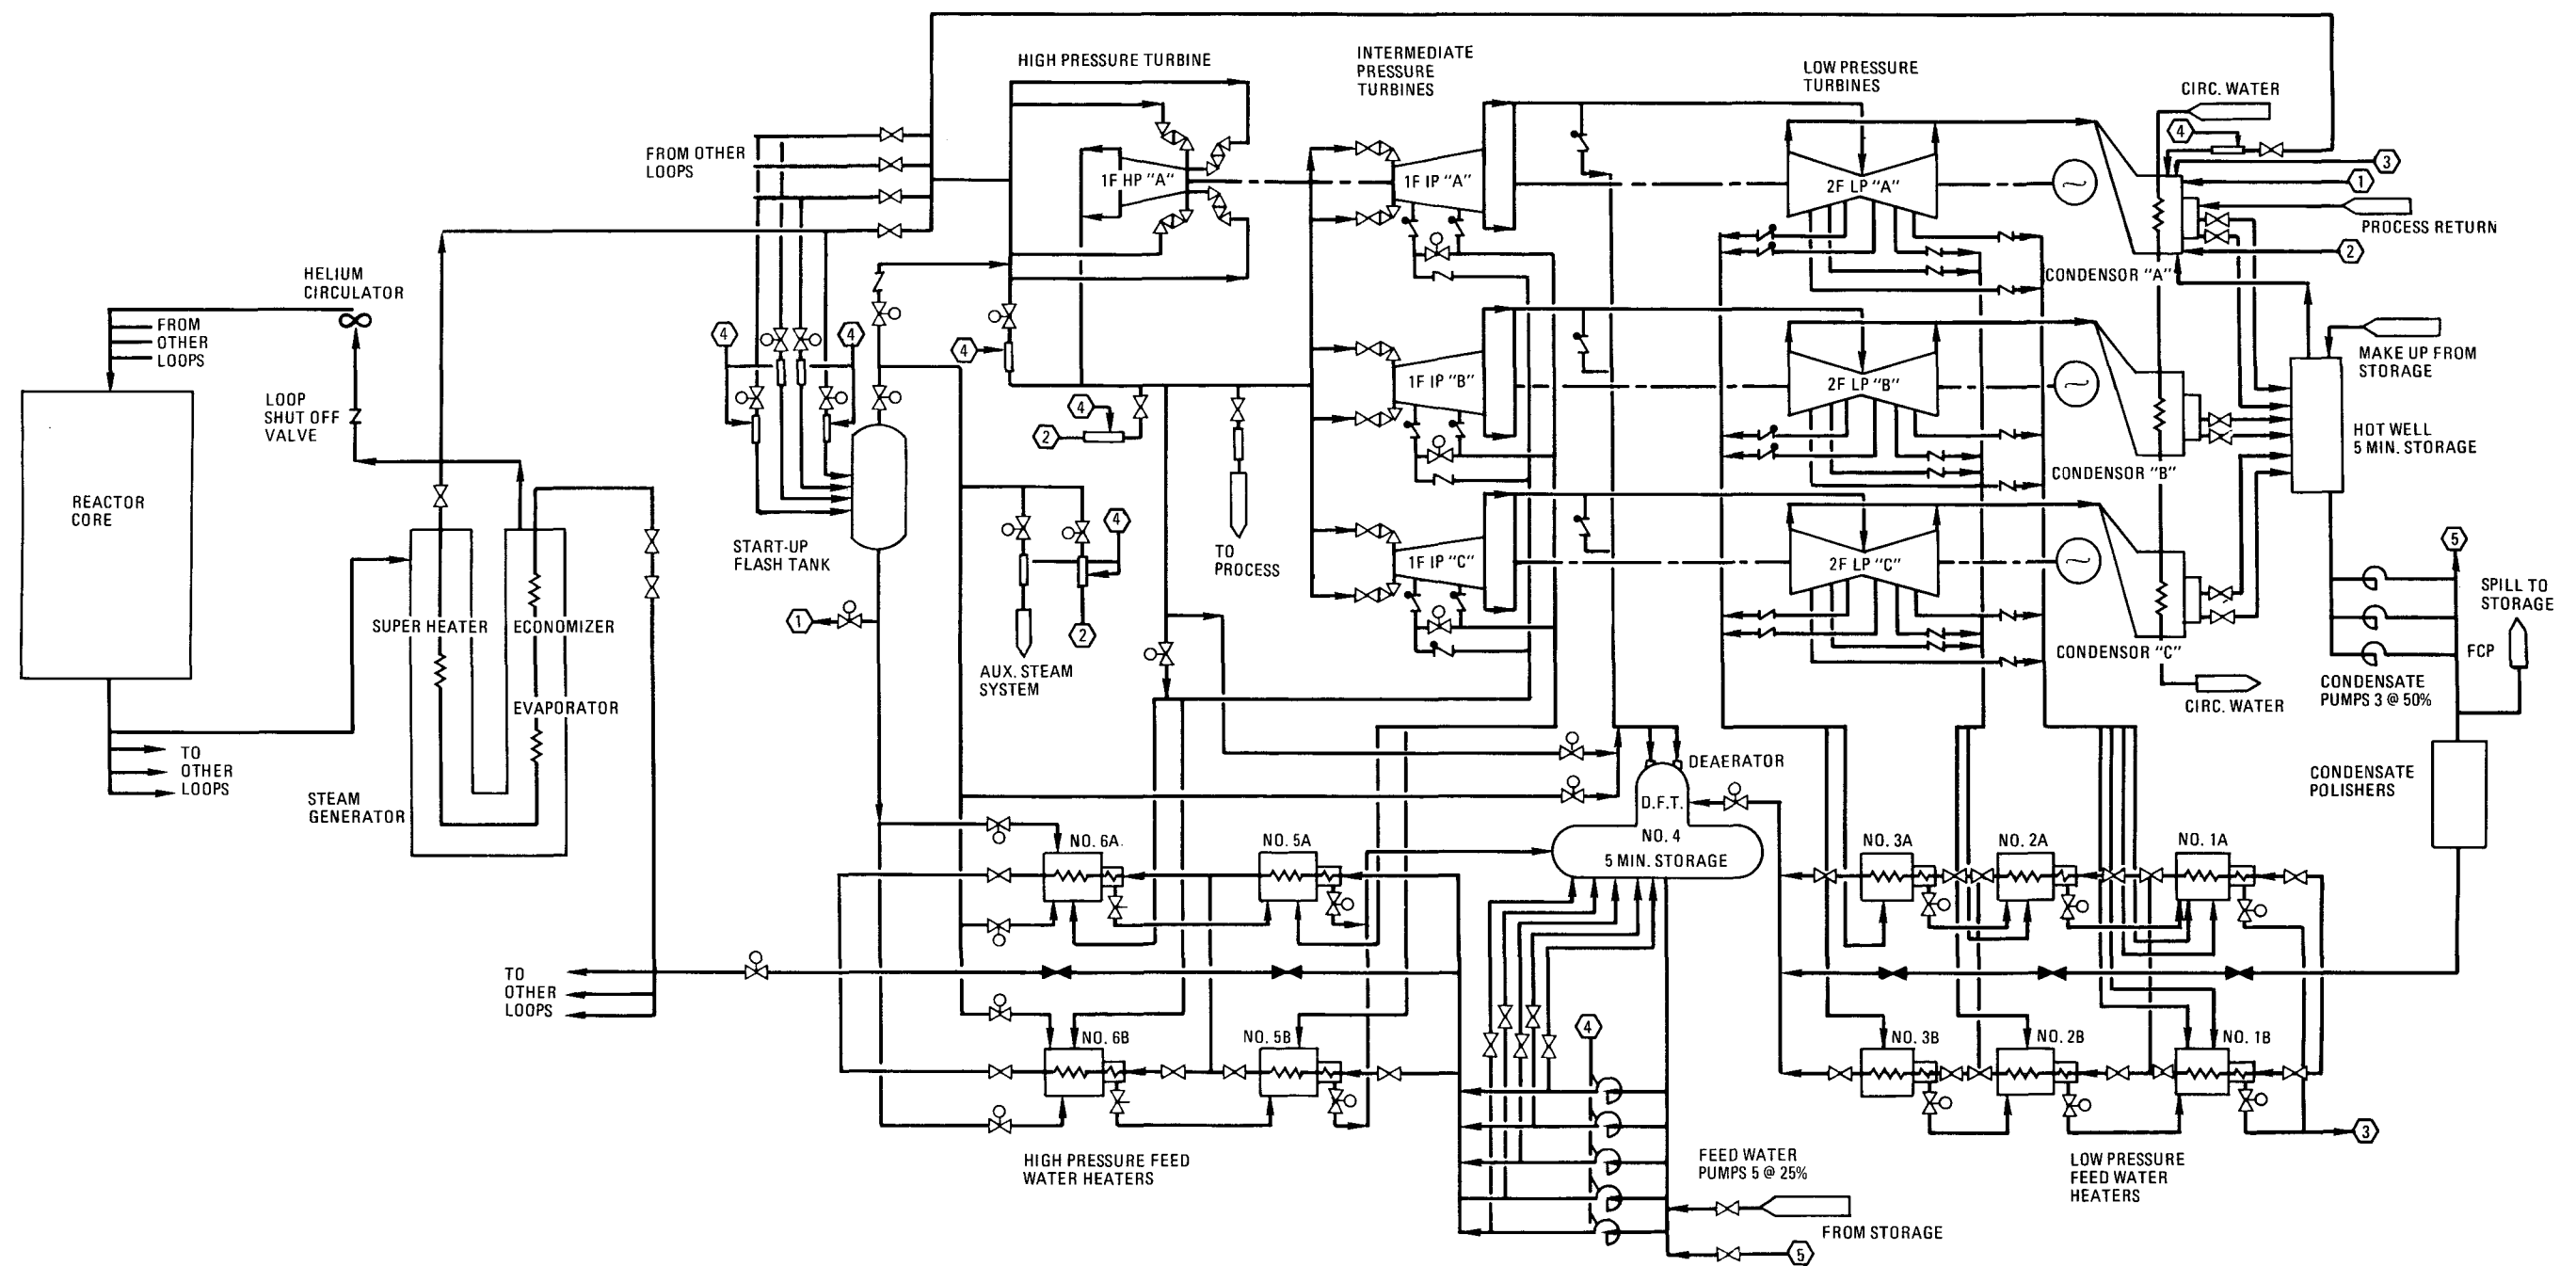 HIGH PRESSURE TURBINE
INTERMEDIATE
PRESSURE
TURBINES
LOW PRESSURE
TURBINES
CIRC. WATER
4
3
1
PROCESS RETURN
2
FROM OTHER
LOOPS
1F HP "A"
1F IP "A"
2F LP "A"
CONDENSOR "A"
HELIUM
CIRCULATOR
FROM
OTHER
LOOPS
4
4
4
MAKE UP FROM
STORAGE
1F IP "B"
2F LP "B"
LOOP
SHUT OFF
VALVE
4
2
HOT WELL
5 MIN. STORAGE
CONDENSOR "B"
REACTOR
CORE
START-UP
FLASH TANK
4
TO
PROCESS
1F IP "C"
2F LP "C"
5
SPILL TO
STORAGE
SUPER HEATER
ECONOMIZER
1
2
AUX. STEAM
SYSTEM
CONDENSOR "C"
FCP
CONDENSATE
PUMPS 3 @ 50%
EVAPORATOR
CIRC. WATER
TO
OTHER
LOOPS
STEAM
GENERATOR
DEAERATOR
D.F.T.
NO. 4
5 MIN. STORAGE
CONDENSATE
POLISHERS
NO. 6A
NO. 5A
NO. 3A
NO. 2A
NO. 1A
TO
OTHER
LOOPS
NO. 6B
NO. 5B
4
NO. 3B
NO. 2B
NO. 1B
3
HIGH PRESSURE FEED
WATER HEATERS
FEED WATER
PUMPS 5 @ 25%
LOW PRESSURE
FEED WATER
HEATERS
FROM STORAGE
5